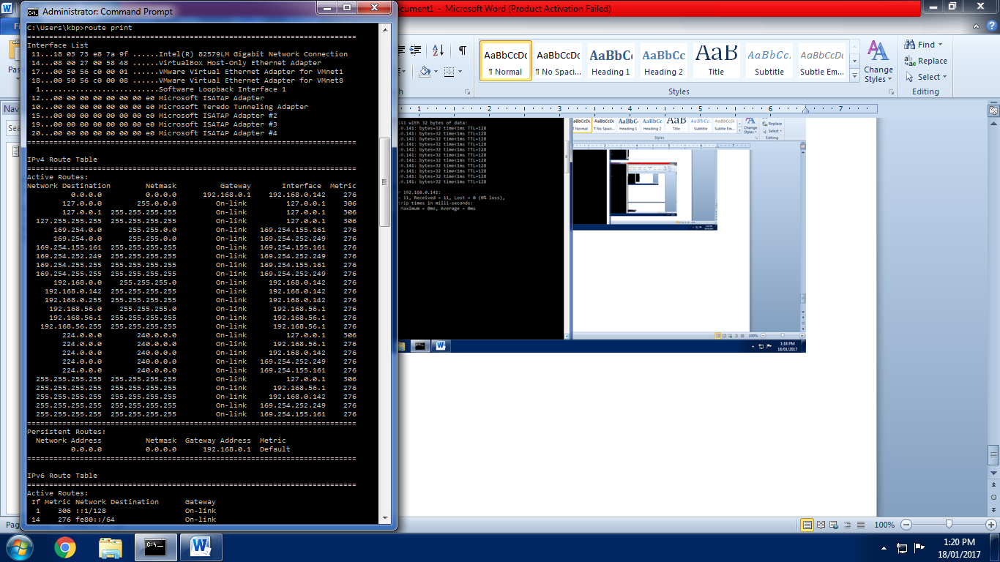 Administrator: Command Prompt
C:\Users\kbp>route print
===========================================================================
Interface List
 11...18 03 73 e8 7a 9f ......Intel(R) 82579LM Gigabit Network Connection
 14...08 00 27 00 58 48 ......VirtualBox Host-Only Ethernet Adapter
 17...00 50 56 c0 00 01 ......VMware Virtual Ethernet Adapter for VMnet1
 18...00 50 56 c0 00 08 ......VMware Virtual Ethernet Adapter for VMnet8
  1...........................Software Loopback Interface 1
 12...00 00 00 00 00 00 00 e0 Microsoft ISATAP Adapter
 10...00 00 00 00 00 00 00 e0 Microsoft Teredo Tunneling Adapter
 15...00 00 00 00 00 00 00 e0 Microsoft ISATAP Adapter #2
 19...00 00 00 00 00 00 00 e0 Microsoft ISATAP Adapter #3
 20...00 00 00 00 00 00 00 e0 Microsoft ISATAP Adapter #4
===========================================================================
IPv4 Route Table
===========================================================================
Active Routes:
Network Destination        Netmask          Gateway       Interface  Metric
0.0.0.0          0.0.0.0      192.168.0.1    192.168.0.142    276
127.0.0.0        255.0.0.0         On-link         127.0.0.1    306
127.0.0.1  255.255.255.255         On-link         127.0.0.1    306
127.255.255.255  255.255.255.255         On-link         127.0.0.1    306
169.254.0.0      255.255.0.0         On-link   169.254.155.161    276
169.254.0.0      255.255.0.0         On-link   169.254.252.249    276
169.254.155.161  255.255.255.255         On-link   169.254.155.161    276
169.254.252.249  255.255.255.255         On-link   169.254.252.249    276
169.254.255.255  255.255.255.255         On-link   169.254.155.161    276
169.254.255.255  255.255.255.255         On-link   169.254.252.249    276
192.168.0.0    255.255.255.0         On-link     192.168.0.142    276
192.168.0.142  255.255.255.255         On-link     192.168.0.142    276
192.168.0.255  255.255.255.255         On-link     192.168.0.142    276
192.168.56.0    255.255.255.0         On-link      192.168.56.1    276
192.168.56.1  255.255.255.255         On-link      192.168.56.1    276
192.168.56.255  255.255.255.255         On-link      192.168.56.1    276
224.0.0.0        240.0.0.0         On-link         127.0.0.1    306
224.0.0.0        240.0.0.0         On-link      192.168.56.1    276
224.0.0.0        240.0.0.0         On-link     192.168.0.142    276
224.0.0.0        240.0.0.0         On-link   169.254.252.249    276
224.0.0.0        240.0.0.0         On-link   169.254.155.161    276
255.255.255.255  255.255.255.255         On-link         127.0.0.1    306
255.255.255.255  255.255.255.255         On-link      192.168.56.1    276
255.255.255.255  255.255.255.255         On-link     192.168.0.142    276
255.255.255.255  255.255.255.255         On-link   169.254.252.249    276
255.255.255.255  255.255.255.255         On-link   169.254.155.161    276
===========================================================================
Persistent Routes:
Network Address          Netmask  Gateway Address  Metric
0.0.0.0          0.0.0.0      192.168.0.1  Default
===========================================================================
IPv6 Route Table
===========================================================================
Active Routes:
If Metric Network Destination      Gateway
1    306 ::1/128                  On-link
14    276 fe80::/64                On-link
cument1 - Microsoft Word (Product Activation Failed)
AaBbCcDc AaBbCcDc AaBbCc AaBbCc AaB AaBbCc. AaBbCcDc
¶ Normal ¶ No Spaci... Heading 1 Heading 2 Title Subtitle Subtle Em...
Change Styles
Find
Replace
Select
Styles
Editing
Pas
Nav
Sea
1 2 3 4 5 6 7
141 with 32 bytes of data:
.0.141: bytes=32 time<1ms TTL=128
.0.141: bytes=32 time<1ms TTL=128
.0.141: bytes=32 time<1ms TTL=128
.0.141: bytes=32 time<1ms TTL=128
.0.141: bytes=32 time<1ms TTL=128
.0.141: bytes=32 time<1ms TTL=128
.0.141: bytes=32 time<1ms TTL=128
.0.141: bytes=32 time<1ms TTL=128
.0.141: bytes=32 time<1ms TTL=128
.0.141: bytes=32 time<1ms TTL=128
.0.141: bytes=32 time<1ms TTL=128
or 192.168.0.141:
= 11, Received = 11, Lost = 0 (0% loss),
trip times in milli-seconds:
Maximum = 0ms, Average = 0ms
100%
1:18 PM
18/01/2017
Pag
100%
1:20 PM
18/01/2017